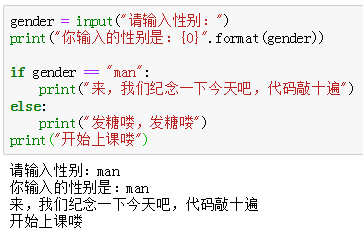 gender = input("请输入性别：")
print("你输入的性别是：{0}".format(gender))
if gender == "man":
    print("来，我们纪念一下今天吧，代码敲十遍")
else:
    print("发糖喽，发糖喽")
print("开始上课喽")
请输入性别：man
你输入的性别是：man
来，我们纪念一下今天吧，代码敲十遍
开始上课喽